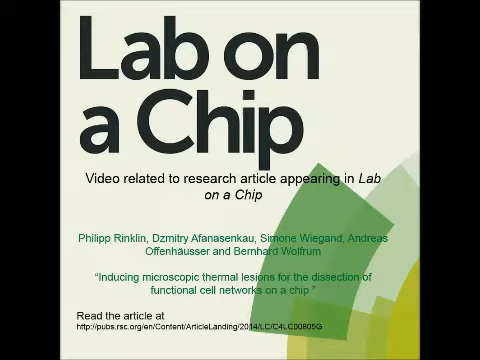 Lab on
a Chip
Video related to research article appearing in Lab
on a Chip
Philipp Rinklin, Dzmitry Afanasenkau, Simone Wiegand, Andreas
Offenhäusser and Bernhard Wolfrum
“Inducing microscopic thermal lesions for the dissection of
functional cell networks on a chip ”
Read the article at
http://pubs.rsc.org/en/Content/ArticleLanding/2014/LC/C4LC00805G